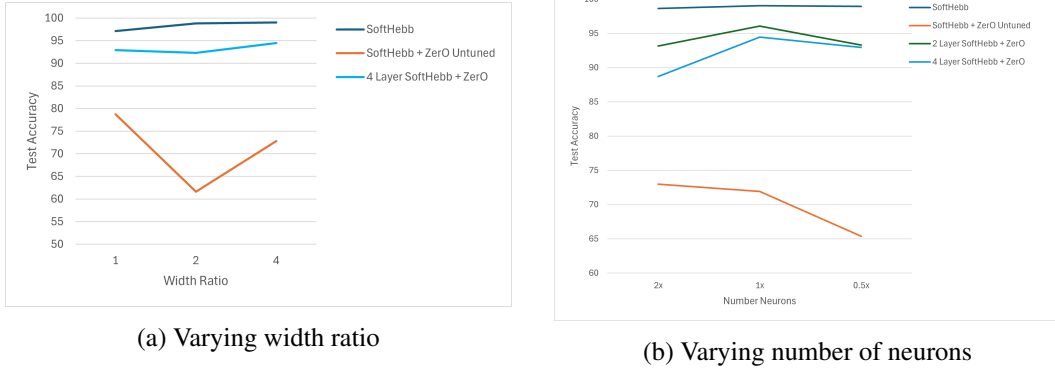 100
95
90
85
80
75
70
65
60
55
50
Test Accuracy
1
2
4
Width Ratio
SoftHebb
SoftHebb + ZerO Untuned
4 Layer SoftHebb + ZerO
(a) Varying width ratio
100
95
90
85
80
75
70
65
60
Test Accuracy
2x
1x
0.5x
Number Neurons
SoftHebb
SoftHebb + ZerO Untuned
2 Layer SoftHebb + ZerO
4 Layer SoftHebb + ZerO
(b) Varying number of neurons